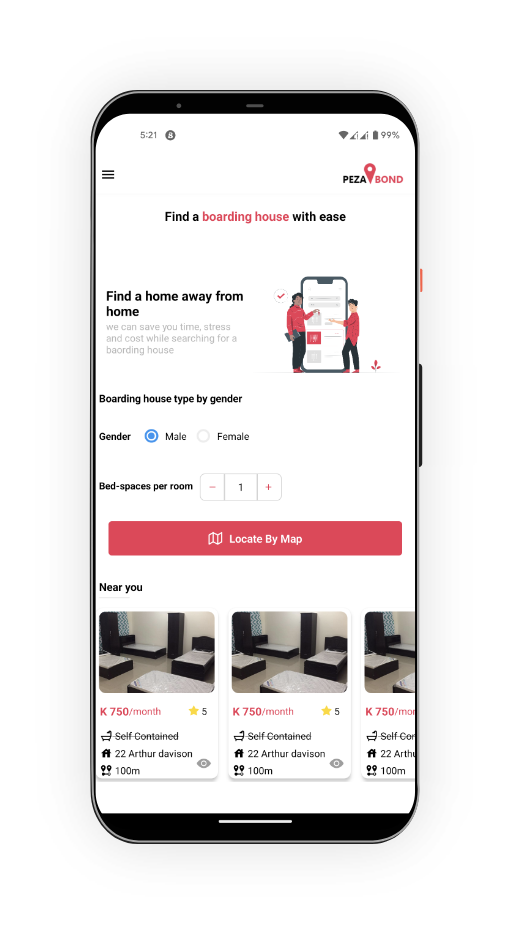 5:21
99%
PEZA BOND
Find a boarding house with ease
Find a home away from
home
we can save you time, stress
and cost while searching for a
baording house
Boarding house type by gender
Gender Male Female
Bed-spaces per room − 1 +
Locate By Map
Near you
K 750/month 5
Self Contained
22 Arthur davison
100m
K 750/month 5
Self Contained
22 Arthur davison
100m
K 750/mon
Self Con
22 Arthu
100m